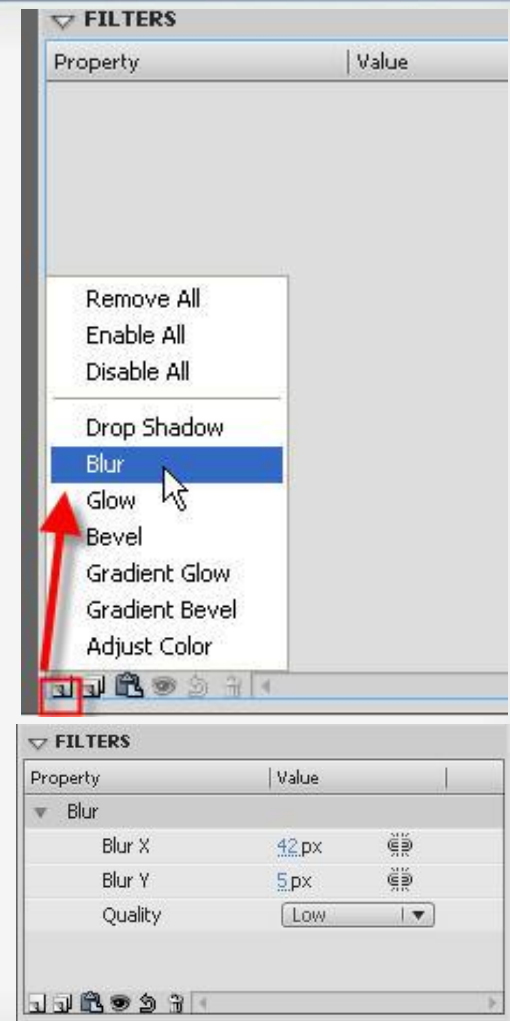 FILTERS
Property Value
Remove All
Enable All
Disable All
Drop Shadow
Blur
Glow
Bevel
Gradient Glow
Gradient Bevel
Adjust Color
FILTERS
Property Value
Blur
Blur X 42 px
Blur Y 5 px
Quality Low